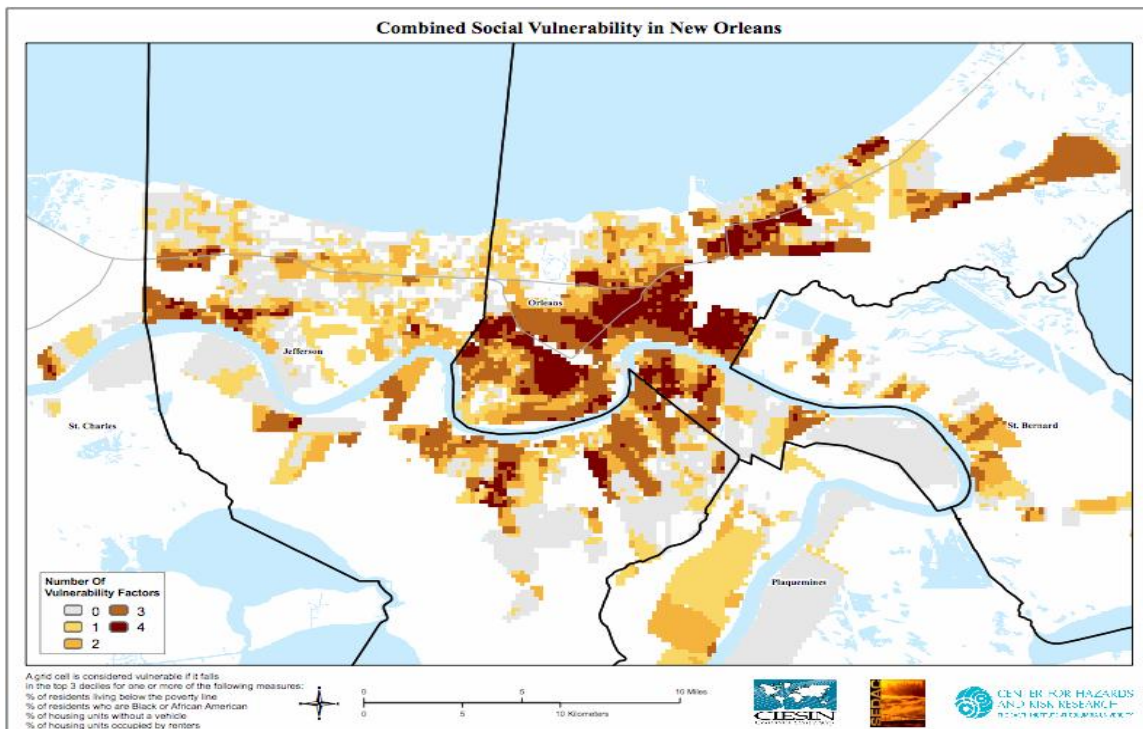 Combined Social Vulnerability in New Orleans
Orleans
Jefferson
St. Charles
St. Bernard
Plaquemines
Number Of
Vulnerability Factors
0 3
1 4
2
A grid cell is considered vulnerable if it falls
in the top 3 deciles for one or more of the following measures:
% of residents living below the poverty line
% of residents who are Black or African American
% of housing units without a vehicle
% of housing units occupied by renters
0 5 10 Miles
0 5 10 Kilometers
CIESIN
SEDAC
CENTER FOR HAZARDS
AND RISK RESEARCH